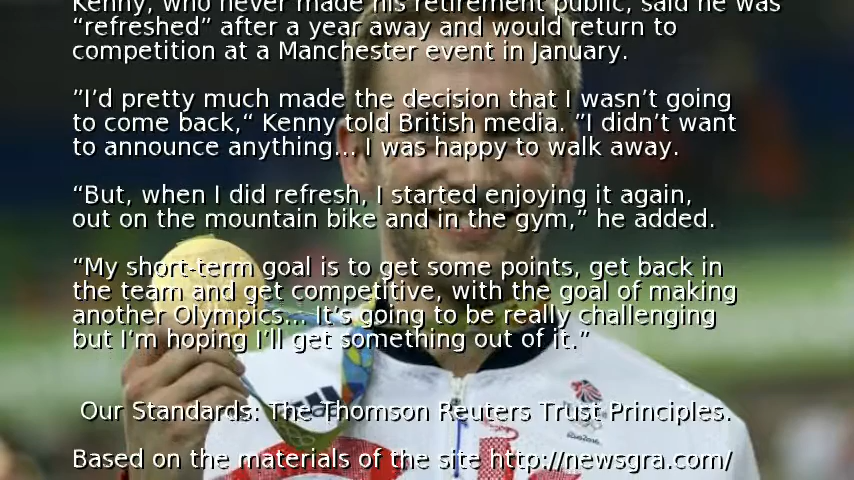 Kenny, who never made his retirement public, said he was
“refreshed” after a year away and would return to
competition at a Manchester event in January.
”I’d pretty much made the decision that I wasn’t going
to come back,“ Kenny told British media. ”I didn’t want
to announce anything... I was happy to walk away.
“But, when I did refresh, I started enjoying it again,
out on the mountain bike and in the gym,” he added.
“My short-term goal is to get some points, get back in
the team and get competitive, with the goal of making
another Olympics... It’s going to be really challenging
but I’m hoping I’ll get something out of it.”
Our Standards: The Thomson Reuters Trust Principles.
Based on the materials of the site http://newsgra.com/